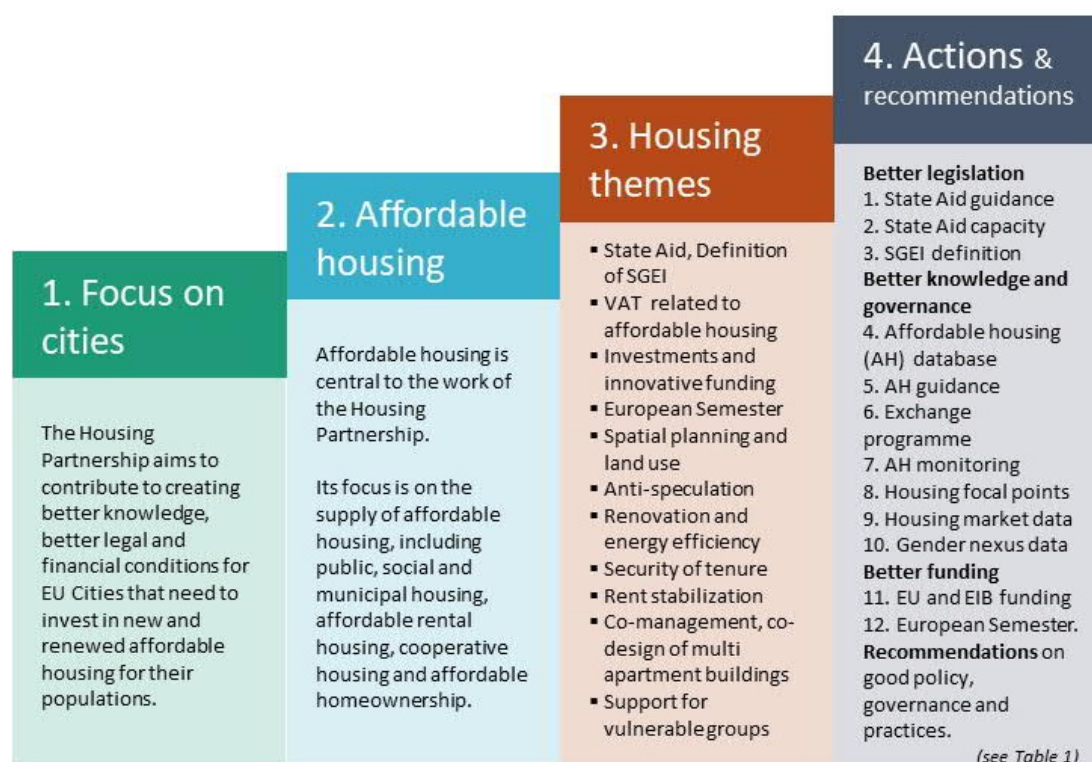 1. Focus on
cities
The Housing
Partnership aims to
contribute to creating
better knowledge,
better legal and
financial conditions for
EU Cities that need to
invest in new and
renewed affordable
housing for their
populations.
2. Affordable
housing
Affordable housing is
central to the work of
the Housing
Partnership.
Its focus is on the
supply of affordable
housing, including
public, social and
municipal housing,
affordable rental
housing, cooperative
housing and affordable
homeownership.
3. Housing
themes
▪ State Aid, Definition
of SGEI
▪ VAT related to
affordable housing
▪ Investments and
innovative funding
▪ European Semester
▪ Spatial planning and
land use
▪ Anti-speculation
▪ Renovation and
energy efficiency
▪ Security of tenure
▪ Rent stabilization
▪ Co-management, co-
design of multi
apartment buildings
▪ Support for
vulnerable groups
4. Actions &
recommendations
Better legislation
1. State Aid guidance
2. State Aid capacity
3. SGEI definition
Better knowledge and
governance
4. Affordable housing
(AH) database
5. AH guidance
6. Exchange
programme
7. AH monitoring
8. Housing focal points
9. Housing market data
10. Gender nexus data
Better funding
11. EU and EIB funding
12. European Semester.
Recommendations on
good policy,
governance and
practices.
(see Table 1)